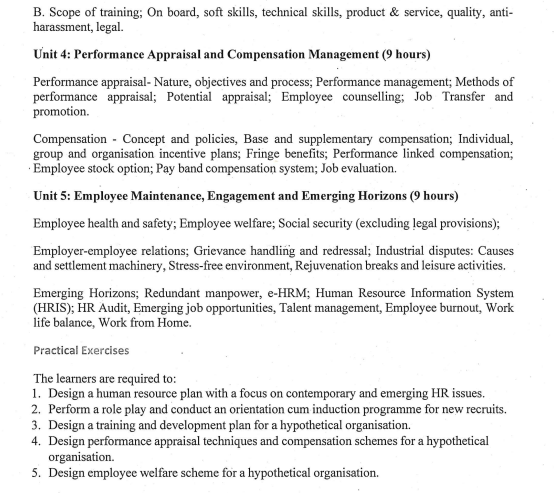 B. Scope of training; On board, soft skills, technical skills, product & service, quality, anti-
harassment, legal.
Unit 4: Performance Appraisal and Compensation Management (9 hours)
Performance appraisal- Nature, objectives and process; Performance management; Methods of
performance appraisal; Potential appraisal; Employee counselling; Job Transfer and
promotion.
Compensation - Concept and policies, Base and supplementary compensation; Individual,
group and organisation incentive plans; Fringe benefits; Performance linked compensation;
Employee stock option; Pay band compensation system; Job evaluation.
Unit 5: Employee Maintenance, Engagement and Emerging Horizons (9 hours)
Employee health and safety; Employee welfare; Social security (excluding legal provisions);
Employer-employee relations; Grievance handling and redressal; Industrial disputes: Causes
and settlement machinery, Stress-free environment, Rejuvenation breaks and leisure activities.
Emerging Horizons; Redundant manpower, e-HRM; Human Resource Information System
(HRIS); HR Audit, Emerging job opportunities, Talent management, Employee burnout, Work
life balance, Work from Home.
Practical Exercises
The learners are required to:
1. Design a human resource plan with a focus on contemporary and emerging HR issues.
2. Perform a role play and conduct an orientation cum induction programme for new recruits.
3. Design a training and development plan for a hypothetical organisation.
4. Design performance appraisal techniques and compensation schemes for a hypothetical
organisation.
5. Design employee welfare scheme for a hypothetical organisation.